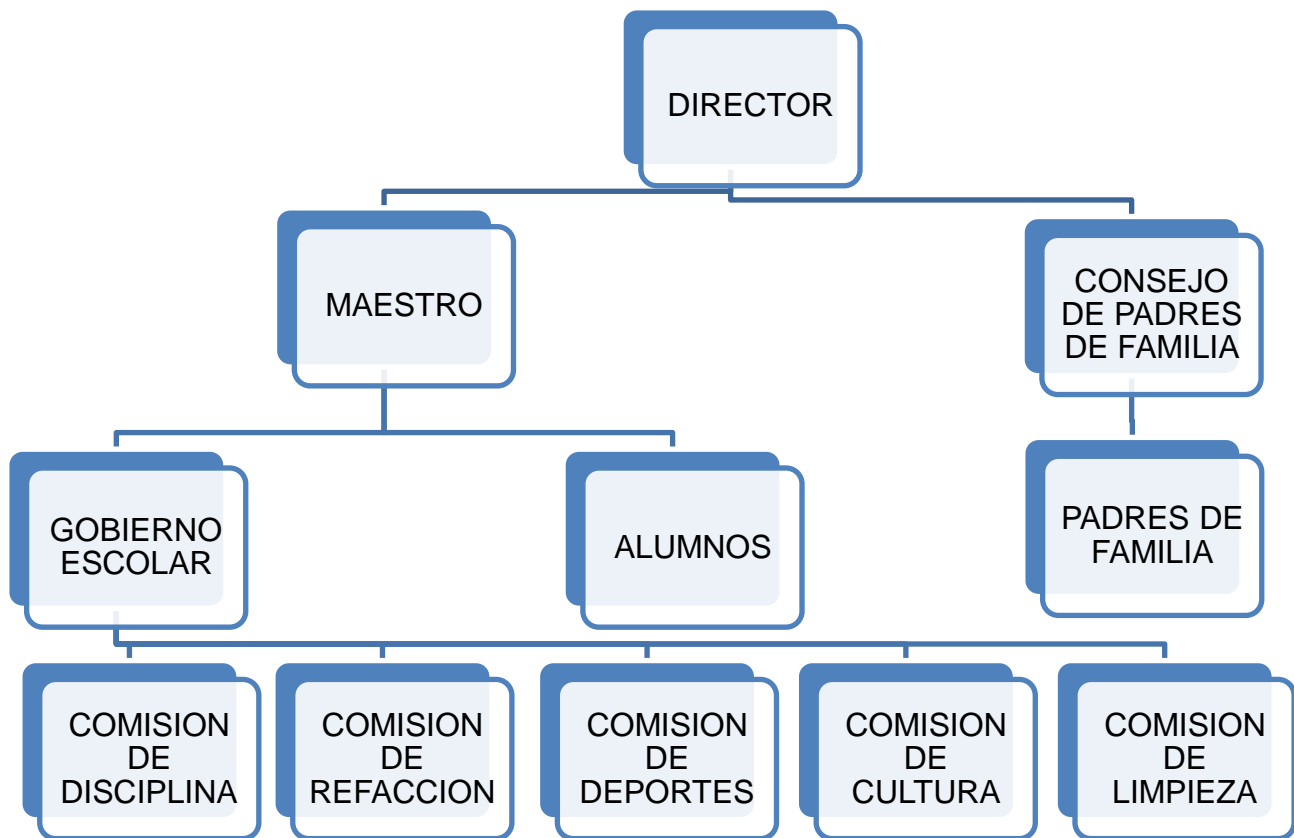 DIRECTOR
MAESTRO
CONSEJO
DE PADRES
DE FAMILIA
GOBIERNO
ESCOLAR
ALUMNOS
PADRES DE
FAMILIA
COMISION
DE
DISCIPLINA
COMISION
DE
REFACCION
COMISION
DE
DEPORTES
COMISION
DE
CULTURA
COMISION
DE
LIMPIEZA